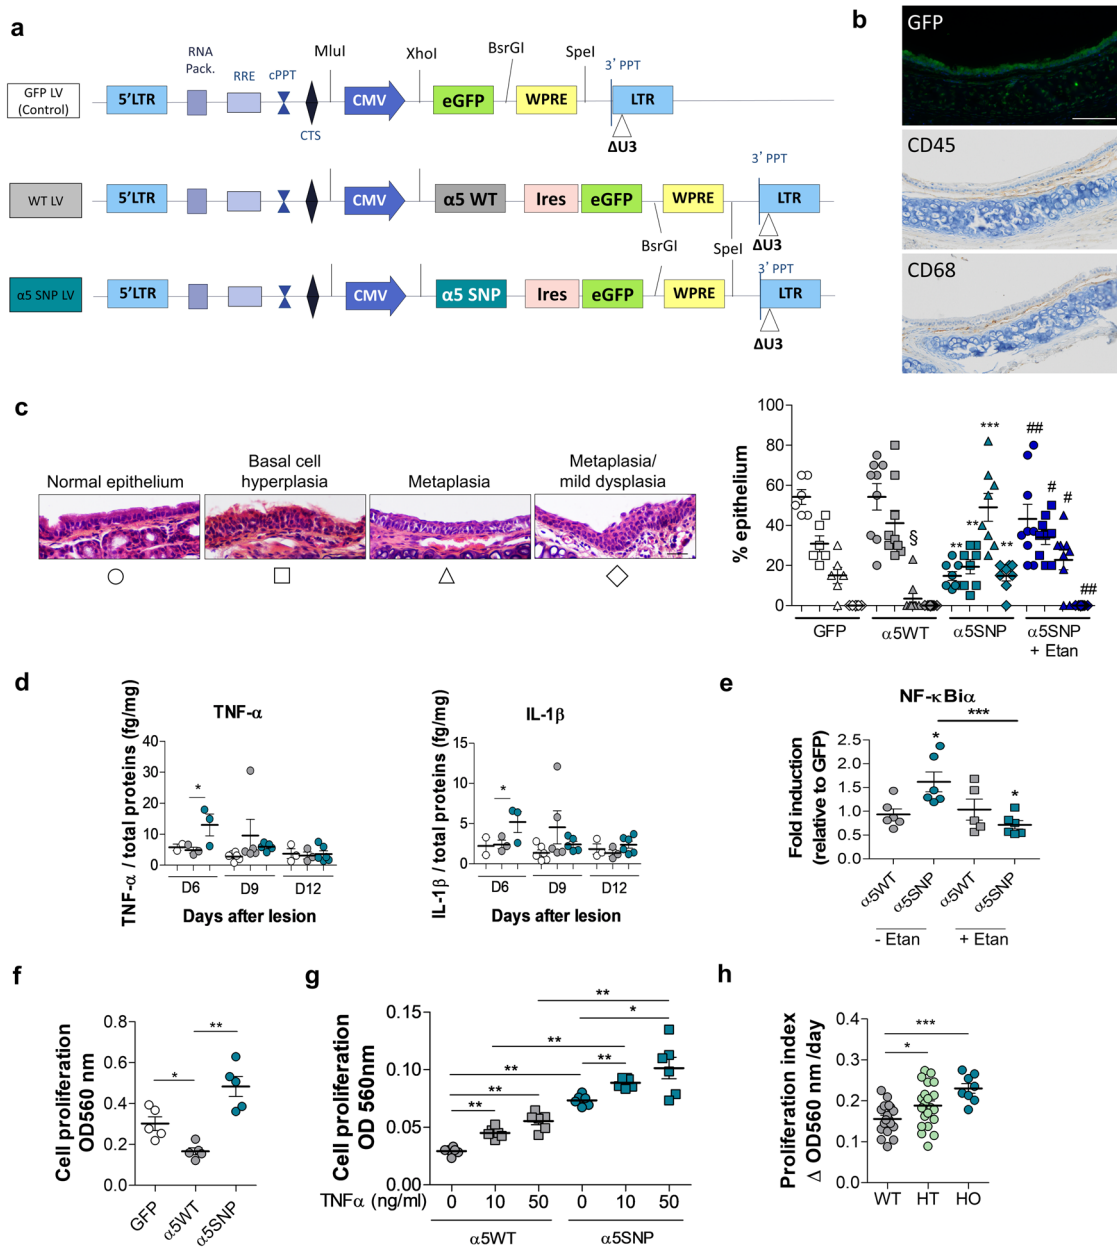 a
MluI
XhoI
BsrGI
SpeI
RNA
Pack.
RRE
cPPT
3' PPT
GFP LV
(Control)
5'LTR
CMV
eGFP
WPRE
LTR
CTS
ΔU3
3' PPT
WT LV
5'LTR
CMV
α5 WT
Ires
eGFP
WPRE
LTR
BsrGI
SpeI
ΔU3
3' PPT
α5 SNP LV
5'LTR
CMV
α5 SNP
Ires
eGFP
WPRE
LTR
ΔU3
b
GFP
CD45
CD68
c
Normal epithelium
Basal cell
hyperplasia
Metaplasia
Metaplasia/
mild dysplasia
% epithelium
100
80
60
40
20
0
§
**
**
***
**
##
#
#
##
GFP
α5WT
α5SNP
α5SNP
+ Etan
d
TNF-α
TNF-α / total proteins (fg/mg)
40
30
20
10
0
*
D6
D9
D12
Days after lesion
IL-1β
IL-1β / total proteins (fg/mg)
15
10
5
0
*
D6
D9
D12
Days after lesion
e
NF-κBiα
Fold induction
(relative to GFP)
2.5
2.0
1.5
1.0
0.5
0.0
*
***
*
α5WT
α5SNP
α5WT
α5SNP
- Etan
+ Etan
f
Cell proliferation
OD560 nm
0.8
0.6
0.4
0.2
0.0
*
**
GFP
α5WT
α5SNP
g
Cell proliferation
OD 560nm
0.15
0.10
0.05
0.00
**
*
**
**
**
**
**
TNFα (ng/ml)
0
10
50
0
10
50
α5WT
α5SNP
h
Proliferation index
Δ OD560 nm /day
0.4
0.3
0.2
0.1
0.0
***
*
WT
HT
HO